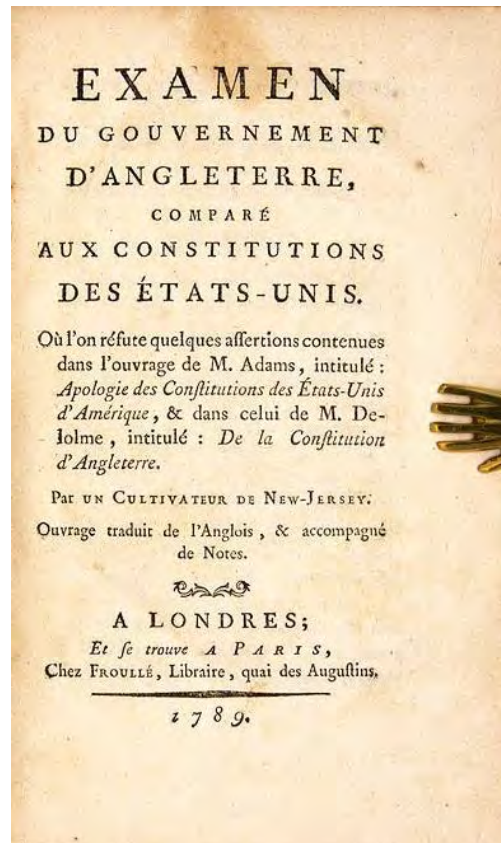 EXAMEN
DU GOUVERNEMENT
D'ANGLETERRE,
COMPARÉ
AUX CONSTITUTIONS
DES ÉTATS-UNIS.
Où l'on réfute quelques aſſertions contenues
dans l'ouvrage de M. Adams, intitulé :
Apologie des Conſtitutions des États-Unis
d'Amérique, & dans celui de M. De-
lolme, intitulé : De la Conſtitution
d'Angleterre.
Par UN CULTIVATEUR DE NEW-JERSEY.
Ouvrage traduit de l'Anglois, & accompagné
de Notes.
A LONDRES;
Et ſe trouve A PARIS,
Chez FROULLÉ, Libraire, quai des Auguſtins.
1789.